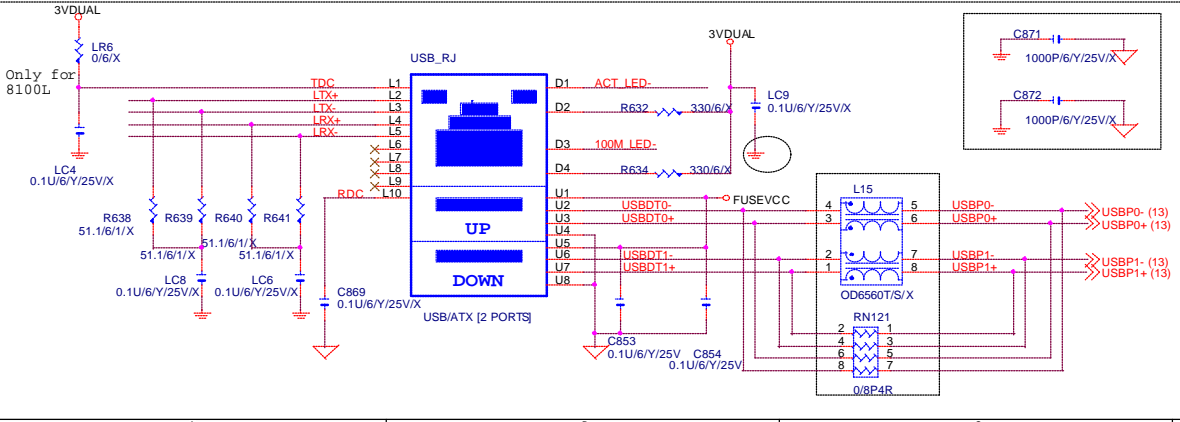 3VDUAL
LR6
0/6/X
Only for
8100L
TDC
LTX+
LTX-
LRX+
LRX-
RDC
L1
L2
L3
L4
L5
L6
L7
L8
L9
L10
LC4
0.1U/6/Y/25V/X
R638
51.1/6/1/X
R639
51.1/6/1/X
R640
51.1/6/1/X
R641
51.1/6/1/X
LC8
0.1U/6/Y/25V/X
LC6
0.1U/6/Y/25V/X
C869
0.1U/6/Y/25V/X
USB_RJ
UP
DOWN
USB/ATX [2 PORTS]
D1
D2
D3
D4
U1
U2
U3
U4
U5
U6
U7
U8
ACT_LED-
R632
330/6/X
100M_LED-
R634
330/6/X
3VDUAL
LC9
0.1U/6/Y/25V/X
FUSEVCC
USBDT0-
USBDT0+
USBDT1-
USBDT1+
C853
0.1U/6/Y/25V
C854
0.1U/6/Y/25V
L15
4
3
2
1
5
6
7
8
OD6560T/S/X
RN121
2
4
6
8
1
3
5
7
0/8P4R
USBP0-
USBP0+
USBP1-
USBP1+
USBP0- (13)
USBP0+ (13)
USBP1- (13)
USBP1+ (13)
C871
1000P/6/Y/25V/X
C872
1000P/6/Y/25V/X